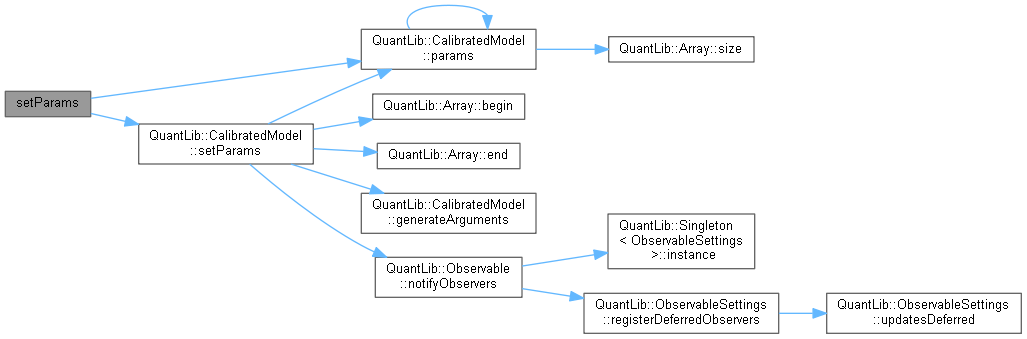 setParams
QuantLib::CalibratedModel
::setParams
QuantLib::CalibratedModel
::params
QuantLib::Array::size
QuantLib::Array::begin
QuantLib::Array::end
QuantLib::CalibratedModel
::generateArguments
QuantLib::Observable
::notifyObservers
QuantLib::Singleton
< ObservableSettings
>::instance
QuantLib::ObservableSettings
::registerDeferredObservers
QuantLib::ObservableSettings
::updatesDeferred